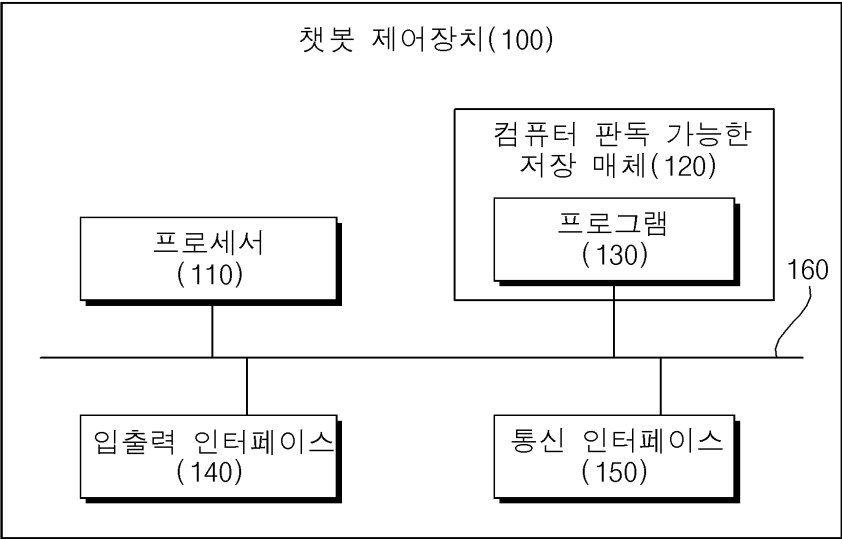 챗봇 제어장치(100)
컴퓨터 판독 가능한
저장 매체(120)
프로세서
(110)
프로그램
(130)
160
입출력 인터페이스
(140)
통신 인터페이스
(150)